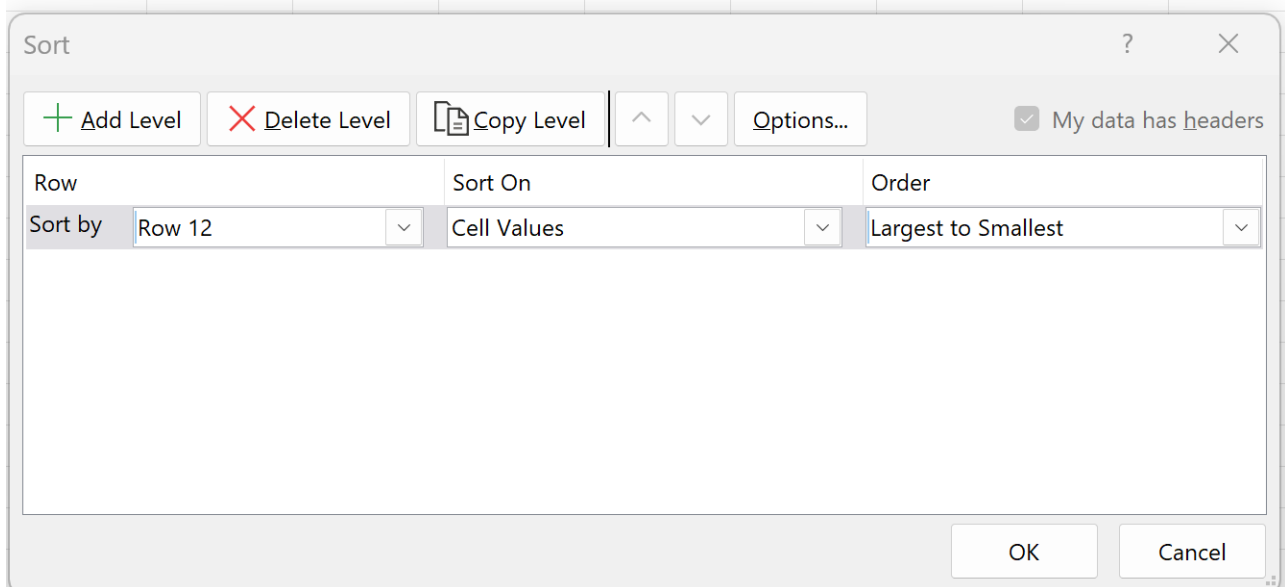 Sort ?
Add Level Delete Level Copy Level Options... My data has headers
Row Sort On Order
Sort by Row 12 Cell Values Largest to Smallest
OK Cancel